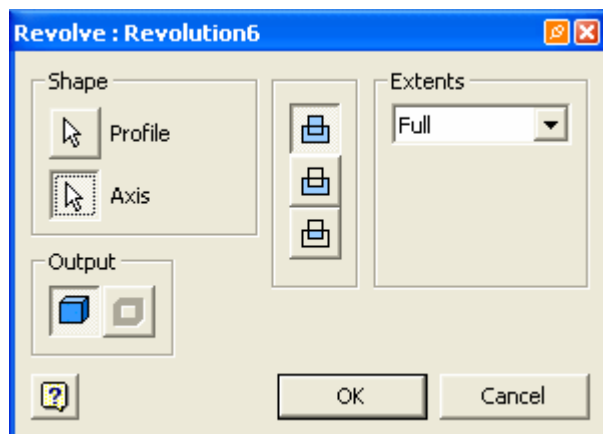 Revolve : Revolution6
Shape
Profile
Axis
Output
Extents
Full
?
OK
Cancel